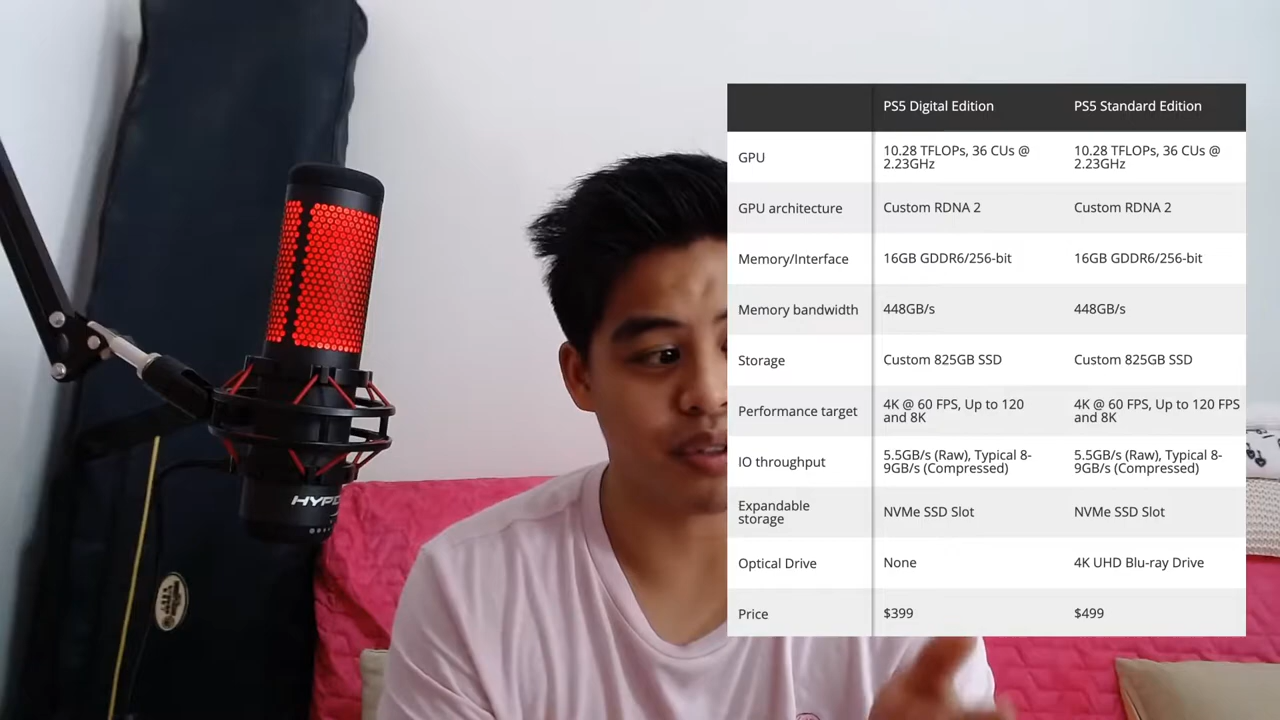 PS5 Digital Edition PS5 Standard Edition
GPU 10.28 TFLOPs, 36 CUs @ 10.28 TFLOPs, 36 CUs @
2.23GHz 2.23GHz
GPU architecture Custom RDNA 2 Custom RDNA 2
Memory/Interface 16GB GDDR6/256-bit 16GB GDDR6/256-bit
Memory bandwidth 448GB/s 448GB/s
Storage Custom 825GB SSD Custom 825GB SSD
Performance target 4K @ 60 FPS, Up to 120 4K @ 60 FPS, Up to 120 FPS
and 8K and 8K
IO throughput 5.5GB/s (Raw), Typical 8- 5.5GB/s (Raw), Typical 8-
9GB/s (Compressed) 9GB/s (Compressed)
Expandable
storage NVMe SSD Slot NVMe SSD Slot
Optical Drive None 4K UHD Blu-ray Drive
Price $399 $499